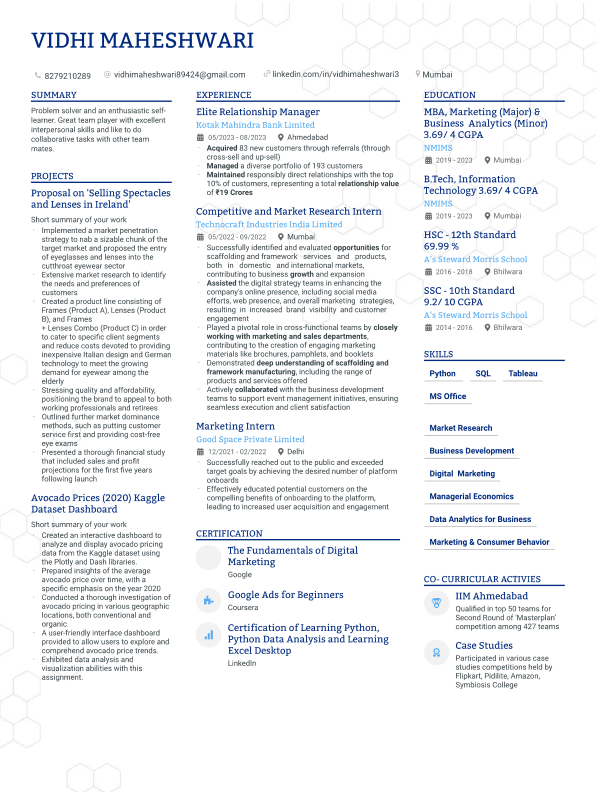 VIDHI MAHESHWARI
8279210289
vidhimaheshwari89424@gmail.com
linkedin.com/in/vidhimaheshwari3
Mumbai
SUMMARY
Problem solver and an enthusiastic self-
learner. Great team player with excellent
interpersonal skills and like to do
collaborative tasks with other team
mates.
PROJECTS
Proposal on 'Selling Spectacles
and Lenses in Ireland'
Short summary of your work
· Implemented a market penetration
strategy to nab a sizable chunk of the
target market and proposed the entry
of eyeglasses and lenses into the
cutthroat eyewear sector
· Extensive market research to identify
the needs and preferences of
customers
· Created a product line consisting of
Frames (Product A), Lenses (Product
B), and Frames
+ Lenses Combo (Product C) in order
to cater to specific client segments
and reduce costs devoted to providing
inexpensive Italian design and German
technology to meet the growing
demand for eyewear among the
elderly
· Stressing quality and affordability,
positioning the brand to appeal to both
working professionals and retirees
· Outlined further market dominance
methods, such as putting customer
service first and providing cost-free
eye exams
· Presented a thorough financial study
that included sales and profit
projections for the first five years
following launch
Avocado Prices (2020) Kaggle
Dataset Dashboard
Short summary of your work
· Created an interactive dashboard to
analyze and display avocado pricing
data from the Kaggle dataset using
the Plotly and Dash libraries.
· Prepared insights of the average
avocado price over time, with a
specific emphasis on the year 2020
· Conducted a thorough investigation of
avocado pricing in various geographic
locations, both conventional and
organic.
· A user-friendly interface dashboard
provided to allow users to explore and
comprehend avocado price trends.
· Exhibited data analysis and
visualization abilities with this
assignment.
EXPERIENCE
Elite Relationship Manager
Kotak Mahindra Bank Limited
05/2023 - 08/2023 Ahmedabad
· Acquired 83 new customers through referrals (through
cross-sell and up-sell)
· Managed a diverse portfolio of 193 customers
· Maintained responsibly direct relationships with the top
10% of customers, representing a total relationship value
of ₹19 Crores
Competitive and Market Research Intern
Technocraft Industries India Limited
05/2022 - 09/2022 Mumbai
· Successfully identified and evaluated opportunities for
scaffolding and framework services and products,
both in domestic and international markets,
contributing to business growth and expansion
· Assisted the digital strategy teams in enhancing the
company's online presence, including social media
efforts, web presence, and overall marketing strategies,
resulting in increased brand visibility and customer
engagement
· Played a pivotal role in cross-functional teams by closely
working with marketing and sales departments,
contributing to the creation of engaging marketing
materials like brochures, pamphlets, and booklets
· Demonstrated deep understanding of scaffolding and
framework manufacturing, including the range of
products and services offered
· Actively collaborated with the business development
teams to support event management initiatives, ensuring
seamless execution and client satisfaction
Marketing Intern
Good Space Private Limited
12/2021 - 02/2022 Delhi
· Successfully reached out to the public and exceeded
target goals by achieving the desired number of platform
onboards
· Effectively educated potential customers on the
compelling benefits of onboarding to the platform,
leading to increased user acquisition and engagement
CERTIFICATION
The Fundamentals of Digital
Marketing
Google
Google Ads for Beginners
Coursera
Certification of Learning Python,
Python Data Analysis and Learning
Excel Desktop
LinkedIn
EDUCATION
MBA, Marketing (Major) &
Business Analytics (Minor)
3.69/ 4 CGPA
NMIMS
2019 - 2023 Mumbai
B.Tech, Information
Technology 3.69/ 4 CGPA
NMIMS
2019 - 2023 Mumbai
HSC - 12th Standard
69.99 %
A's Steward Morris School
2016 - 2018 Bhilwara
SSC - 10th Standard
9.2/ 10 CGPA
A's Steward Morris School
2014 - 2016 Bhilwara
SKILLS
Python SQL Tableau
MS Office
Market Research
Business Development
Digital Marketing
Managerial Economics
Data Analytics for Business
Marketing & Consumer Behavior
CO- CURRICULAR ACTIVIES
IIM Ahmedabad
Qualified in top 50 teams for
Second Round of 'Masterplan'
competition among 427 teams
Case Studies
Participated in various case
studies competitions held by
Flipkart, Pidilite, Amazon,
Symbiosis College